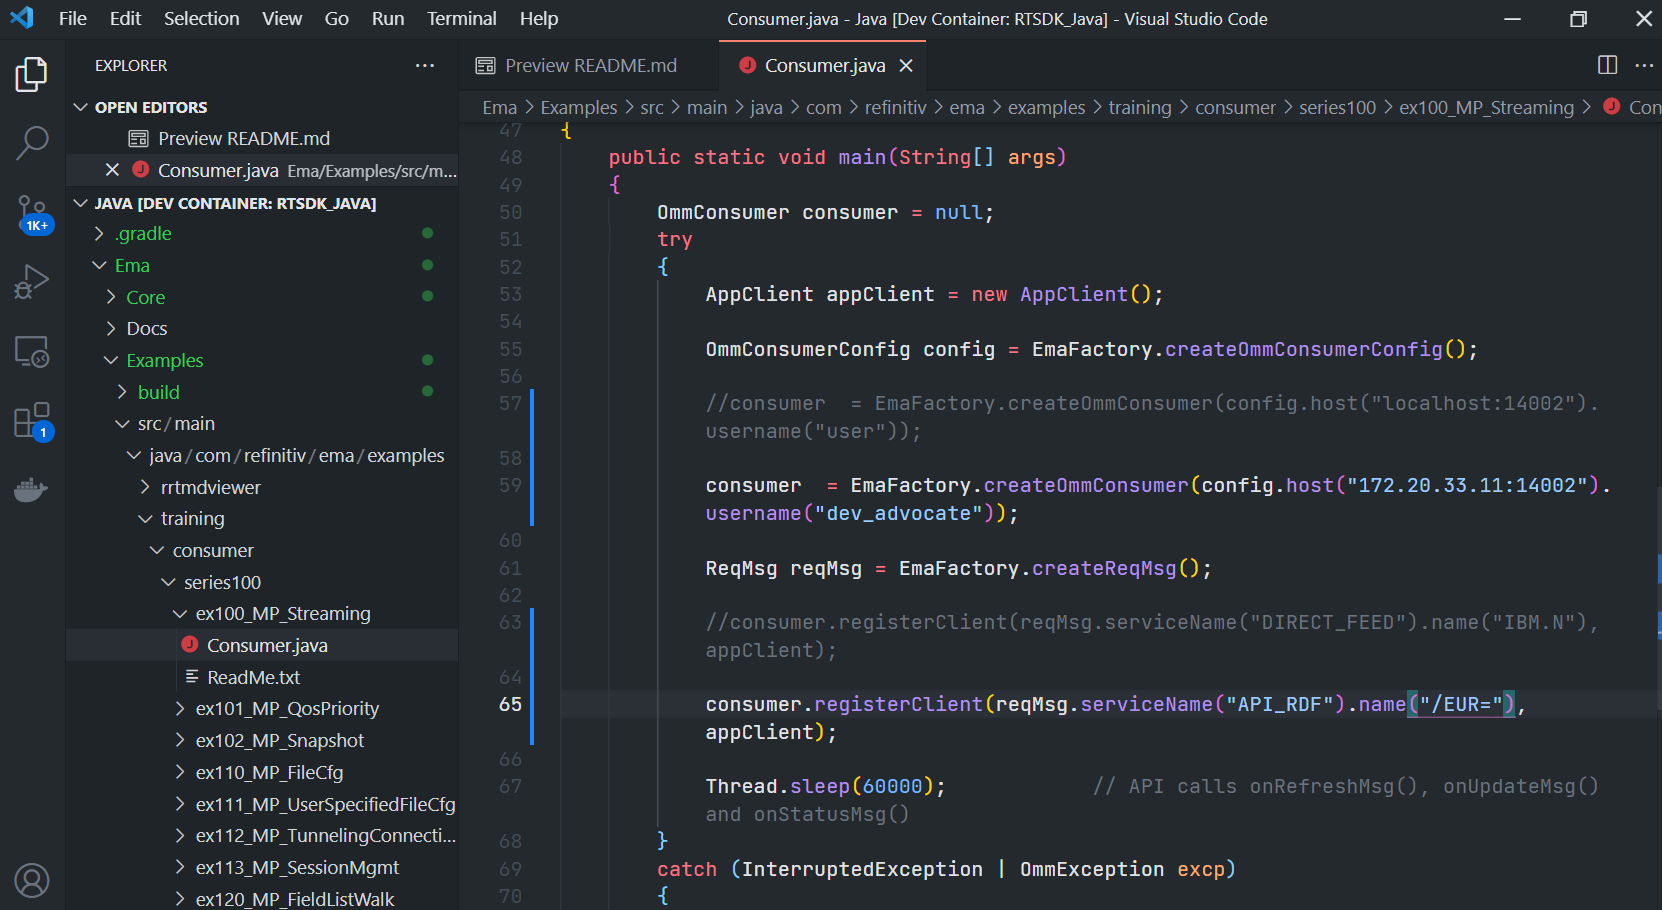 File Edit Selection View Go Run Terminal Help
Consumer.java - Java [Dev Container: RTSDK_Java] - Visual Studio Code
EXPLORER
OPEN EDITORS
Preview README.md
Consumer.java Ema/Examples/src/m...
JAVA [DEV CONTAINER: RTSDK_JAVA]
.gradle
Ema
Core
Docs
Examples
build
src/main
java/com/refinitiv/ema/examples
rrtmdviewer
training
consumer
series100
ex100_MP_Streaming
Consumer.java
ReadMe.txt
ex101_MP_QosPriority
ex102_MP_Snapshot
ex110_MP_FileCfg
ex111_MP_UserSpecifiedFileCfg
ex112_MP_TunnelingConnecti...
ex113_MP_SessionMgmt
ex120_MP_FieldListWalk
1K+
1
Preview README.md
Consumer.java
Ema > Examples > src > main > java > com > refinitiv > ema > examples > training > consumer > series100 > ex100_MP_Streaming > Con
47 {
48 public static void main(String[] args)
49 {
50 OmmConsumer consumer = null;
51 try
52 {
53 AppClient appClient = new AppClient();
54
55 OmmConsumerConfig config = EmaFactory.createOmmConsumerConfig();
56
57 //consumer  = EmaFactory.createOmmConsumer(config.host("localhost:14002").
username("user"));
58
59 consumer  = EmaFactory.createOmmConsumer(config.host("172.20.33.11:14002").
username("dev_advocate"));
60
61 ReqMsg reqMsg = EmaFactory.createReqMsg();
62
63 //consumer.registerClient(reqMsg.serviceName("DIRECT_FEED").name("IBM.N"),
appClient);
64
65 consumer.registerClient(reqMsg.serviceName("API_RDF").name("/EUR="),
appClient);
66
67 Thread.sleep(60000); // API calls onRefreshMsg(), onUpdateMsg()
and onStatusMsg()
68 }
69 catch (InterruptedException | OmmException excp)
70 {